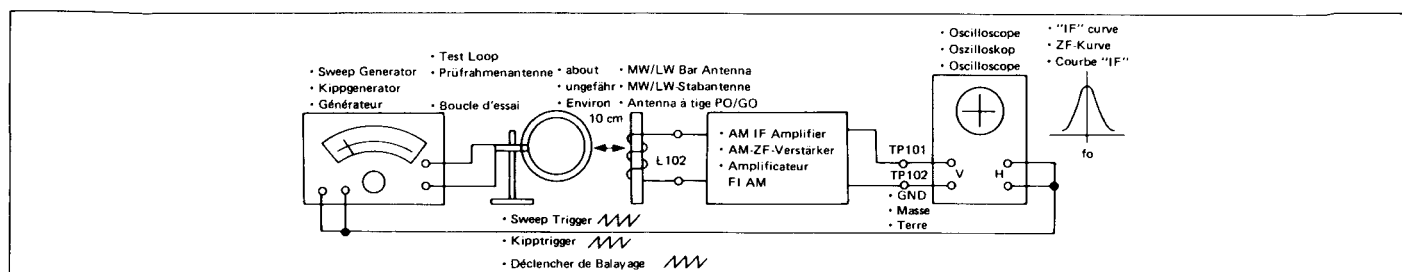 • Sweep Generator
• Kippgenerator
• Générateur
• Test Loop
• Prüfrahmenantenne
• Boucle d'essai
• about
ungefähr
• Environ
10 cm
• MW/LW Bar Antenna
• MW/LW-Stabantenne
• Antenna à tige PO/GO
Ł102
• AM IF Amplifier
• AM-ZF-Verstärker
• Amplificateur
FI AM
TP101
TP102
• GND
• Masse
• Terre
• Oscilloscope
• Oszilloskop
• Oscilloscope
V
H
• "IF" curve
• ZF-Kurve
• Courbe "IF"
fo
• Sweep Trigger
• Kipptrigger
• Déclencher de Balayage